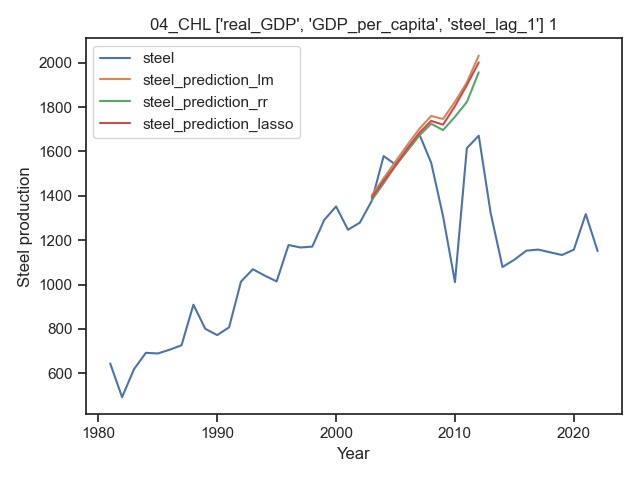 04_CHL ['real_GDP', 'GDP_per_capita', 'steel_lag_1'] 1
steel
steel_prediction_lm
steel_prediction_rr
steel_prediction_lasso
Steel production
2000
1800
1600
1400
1200
1000
800
600
1980
1990
2000
2010
2020
Year